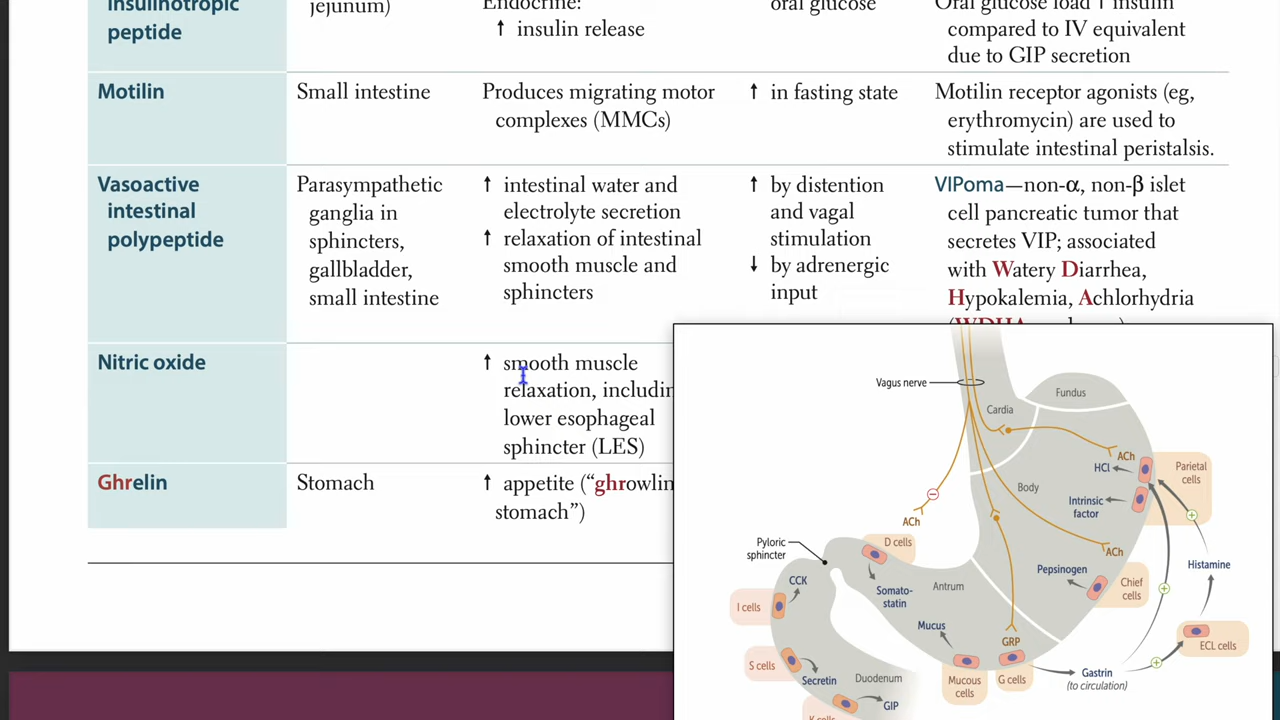 insulinotropic
peptide
jejunum)
Endocrine:
↑ insulin release
oral glucose
Oral glucose load ↑ insulin
compared to IV equivalent
due to GIP secretion
Motilin
Small intestine
Produces migrating motor
complexes (MMCs)
↑ in fasting state
Motilin receptor agonists (eg,
erythromycin) are used to
stimulate intestinal peristalsis.
Vasoactive
intestinal
polypeptide
Parasympathetic
ganglia in
sphincters,
gallbladder,
small intestine
↑ intestinal water and
electrolyte secretion
↑ relaxation of intestinal
smooth muscle and
sphincters
↑ by distention
and vagal
stimulation
↓ by adrenergic
input
VIPoma—non-α, non-β islet
cell pancreatic tumor that
secretes VIP; associated
with Watery Diarrhea,
Hypokalemia, Achlorhydria
Nitric oxide
↑ smooth muscle
relaxation, includin
lower esophageal
sphincter (LES)
Ghrelin
Stomach
↑ appetite (“ghrowlin
stomach”)
Vagus nerve
Fundus
Cardia
ACh
HCl
Parietal
cells
Body
Intrinsic
factor
ACh
Pyloric
sphincter
D cells
ACh
Histamine
CCK
Somato-
statin
Antrum
Pepsinogen
Chief
cells
I cells
Mucus
GRP
ECL cells
S cells
Secretin
Duodenum
Mucous
cells
G cells
Gastrin
(to circulation)
GIP
K cells